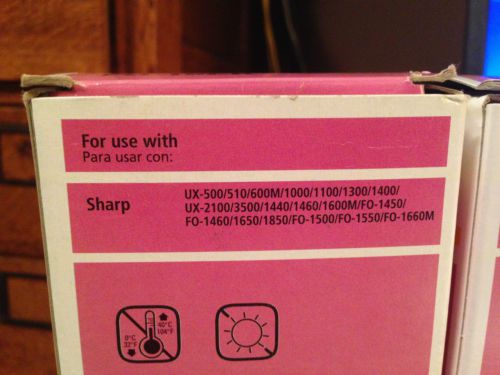 For use with
Para usar con:
Sharp UX-500/510/600M/1000/1100/1300/1400/
UX-2100/3500/1440/1460/1600M/FO-1450/
FO-1460/1650/1850/FO-1500/FO-1550/FO-1660M
40°C
104°F
0°C
32°F